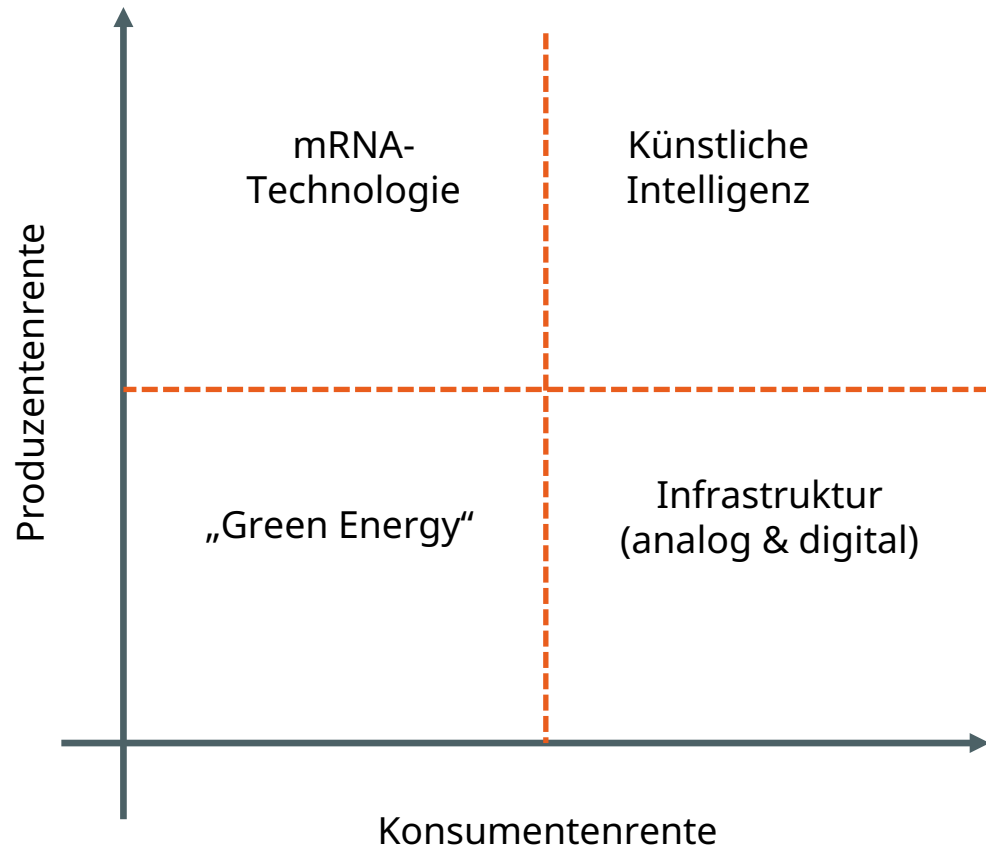 mRNA-
Technologie
Künstliche
Intelligenz
Produzentenrente
„Green Energy“
Infrastruktur
(analog & digital)
Konsumentenrente